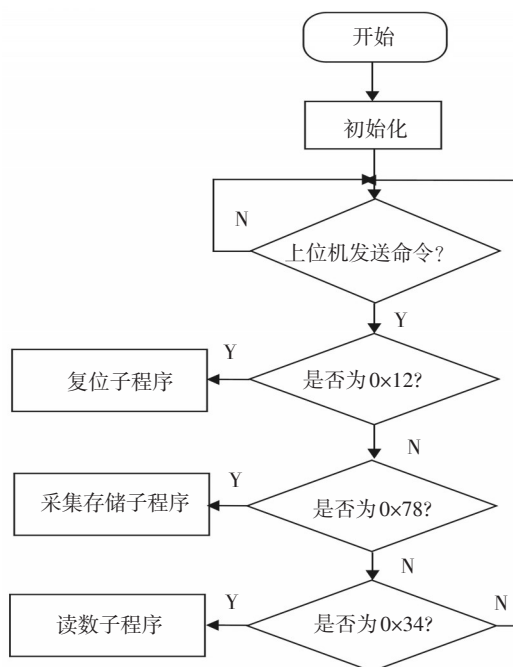 开始
初始化
N
上位机发送命令?
Y
Y
复位子程序
是否为0×12?
N
Y
采集存储子程序
是否为0×78?
N
Y
N
读数子程序
是否为0×34?